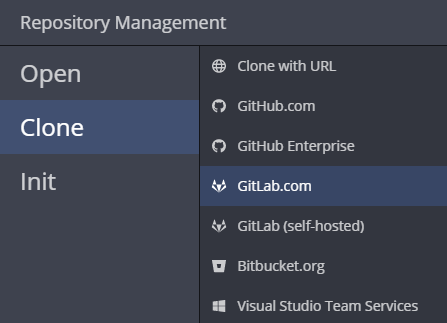 Repository Management
Open
Clone
Init
Clone with URL
GitHub.com
GitHub Enterprise
GitLab.com
GitLab (self-hosted)
Bitbucket.org
Visual Studio Team Services